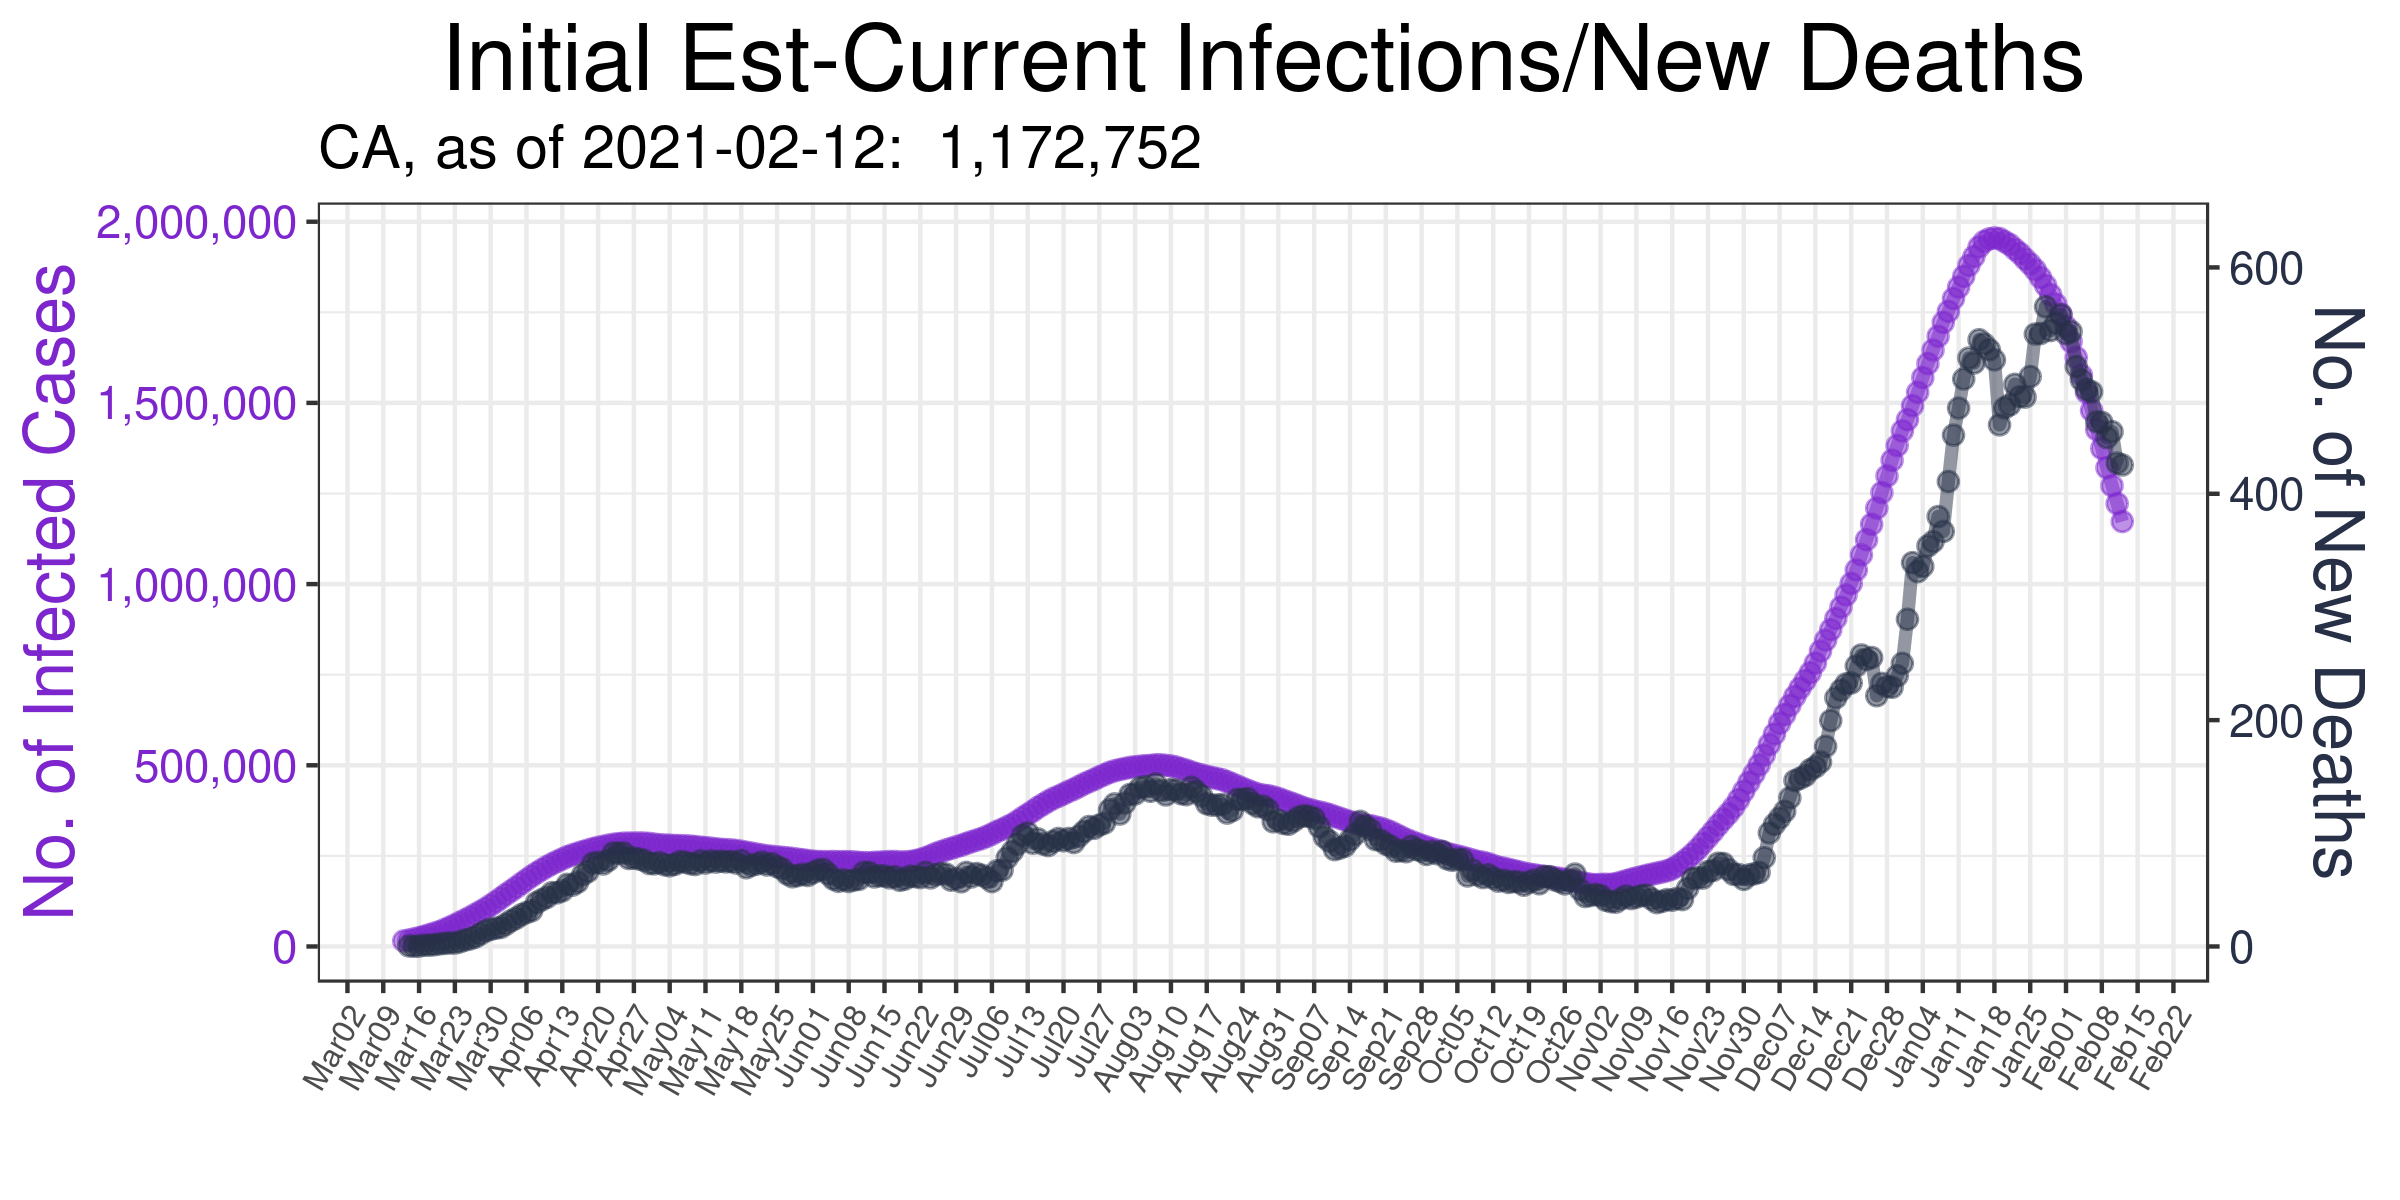 Initial Est-Current Infections/New Deaths
CA, as of 2021-02-12: 1,172,752
No. of Infected Cases
2,000,000
1,500,000
1,000,000
500,000
0
No. of New Deaths
600
400
200
0
Mar02
Mar09
Mar16
Mar23
Mar30
Apr06
Apr13
Apr20
Apr27
May04
May11
May18
May25
Jun01
Jun08
Jun15
Jun22
Jun29
Jul06
Jul13
Jul20
Jul27
Aug03
Aug10
Aug17
Aug24
Aug31
Sep07
Sep14
Sep21
Sep28
Oct05
Oct12
Oct19
Oct26
Nov02
Nov09
Nov16
Nov23
Nov30
Dec07
Dec14
Dec21
Dec28
Dec04
Jan11
Jan18
Jan25
Feb01
Feb08
Feb15
Feb22